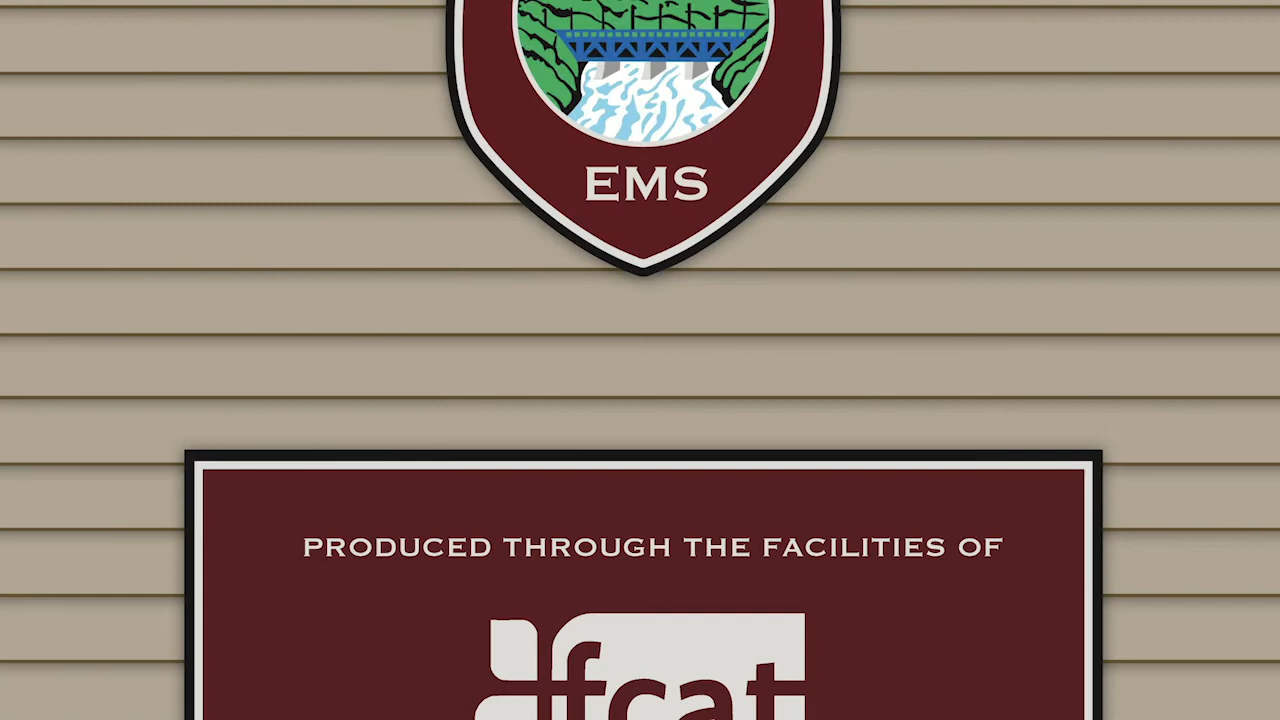 EMS
PRODUCED THROUGH THE FACILITIES OF
fcat